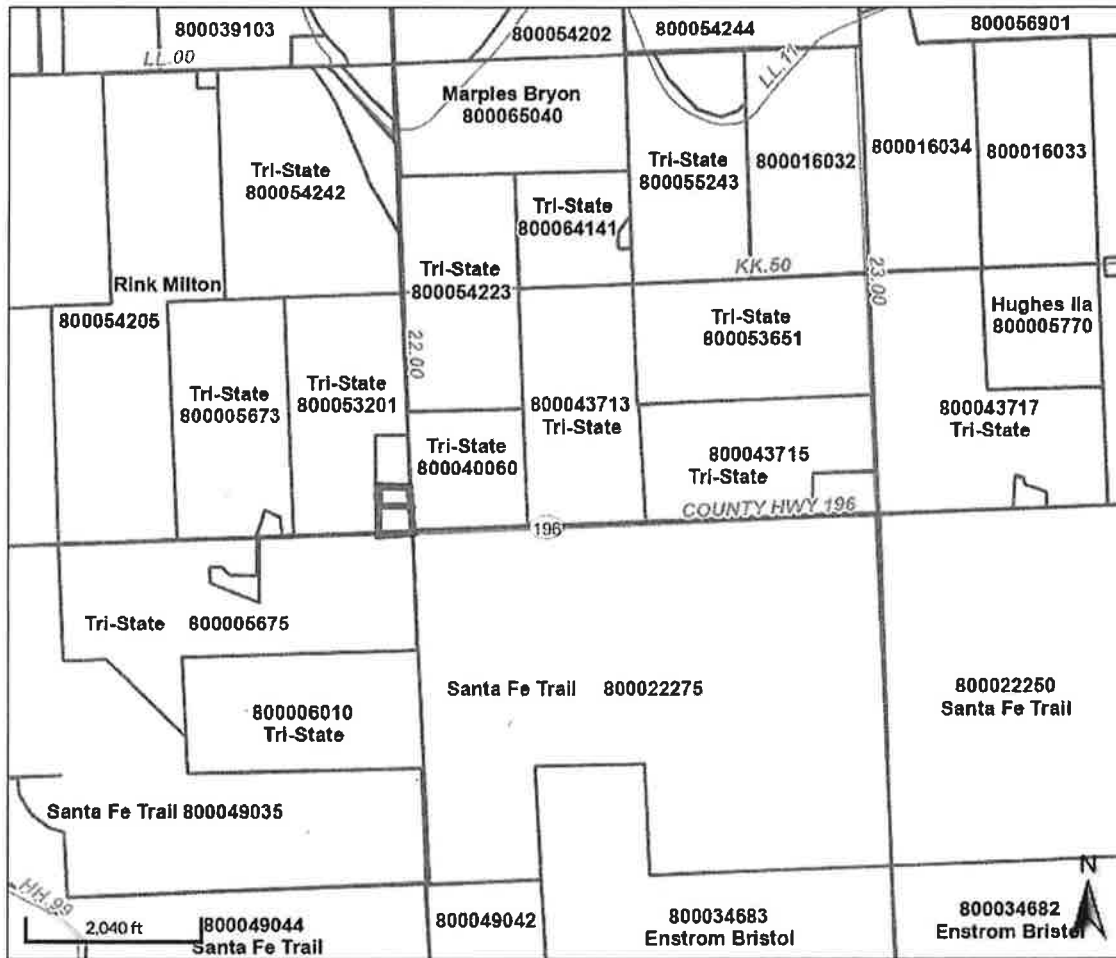 800039103
800054202
800054244
800056901
LL.00
LL.11
Marples Bryon
800065040
Tri-State
800054242
Tri-State
800055243
800016032
800016034
800016033
Tri-State
800064141
Tri-State
800054223
KK.50
23.00
Rink Milton
800054205
Hughes Ila
800005770
Tri-State
800053651
22.00
Tri-State
800005673
Tri-State
800053201
800043713
Tri-State
800043717
Tri-State
Tri-State
800040060
800043715
Tri-State
COUNTY HWY 196
196
Tri-State 800005675
Santa Fe Trail 800022275
800022250
Santa Fe Trail
800006010
Tri-State
Santa Fe Trail 800049035
HH.99
2,040 ft
800049044
Santa Fe Trail
800049042
800034683
Enstrom Bristol
800034682
Enstrom Bristol
N